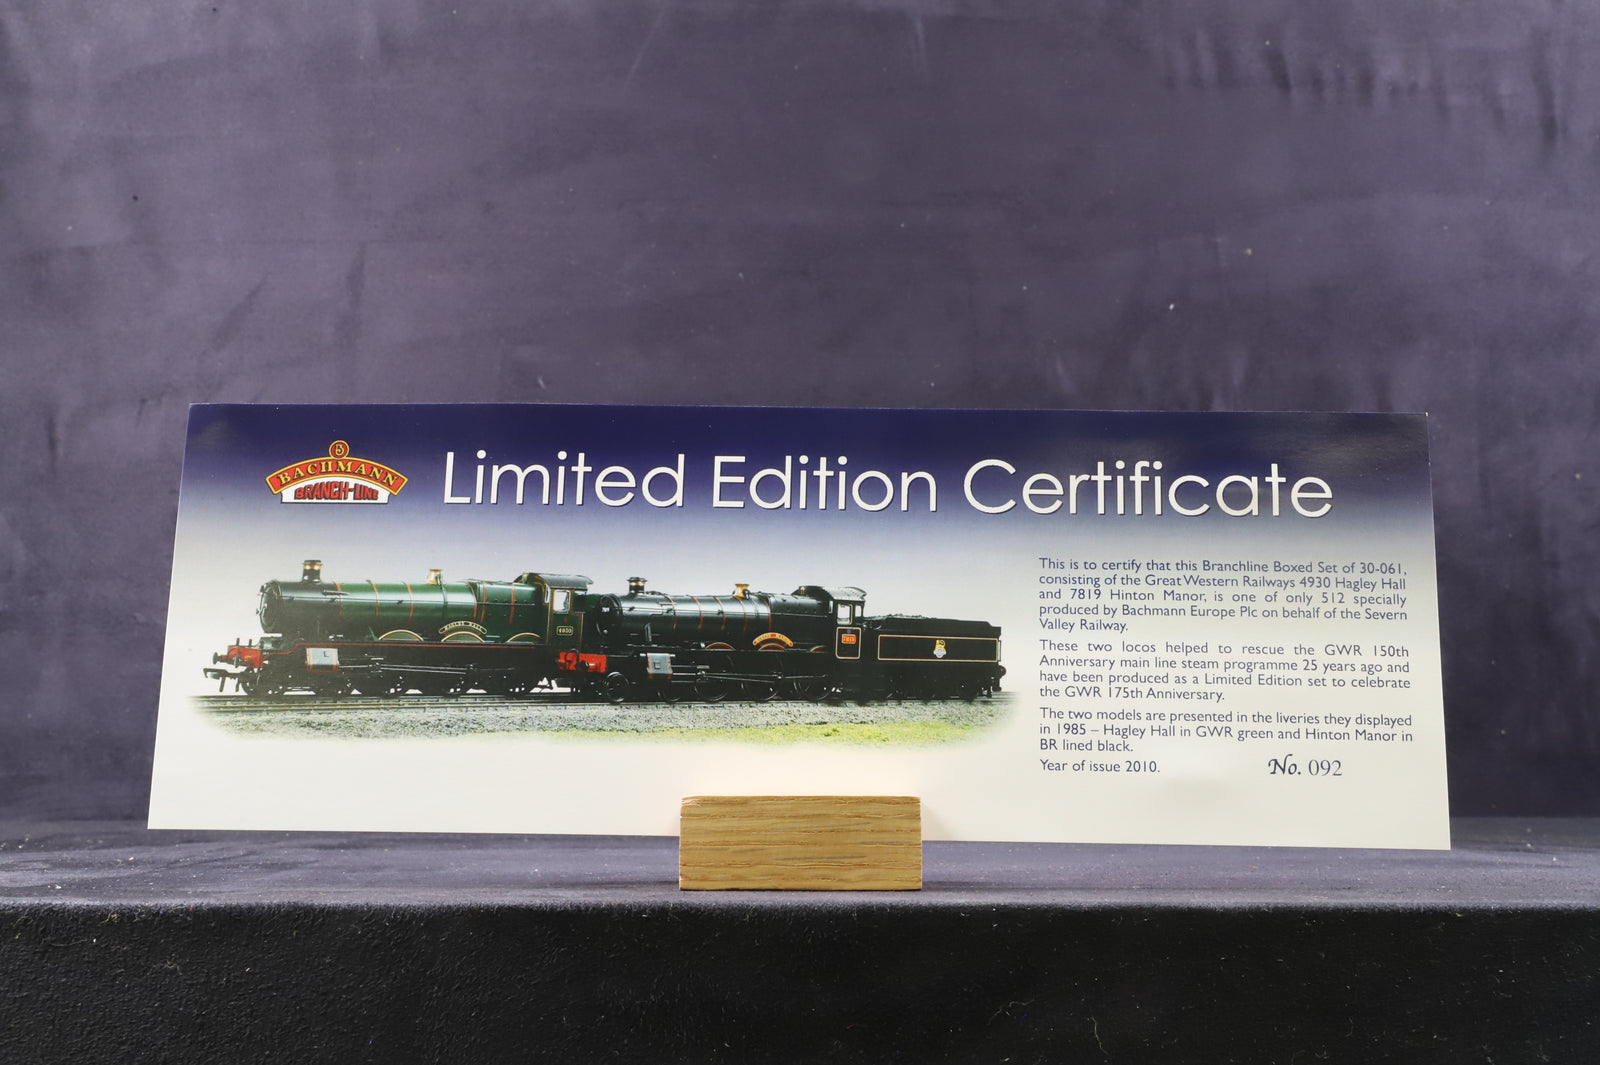 BACHMANN
BRANCH-LINE
Limited Edition Certificate
This is to certify that this Branchline Boxed Set of 30-061,
consisting of the Great Western Railways 4930 Hagley Hall
and 7819 Hinton Manor, is one of only 512 specially
produced by Bachmann Europe Plc on behalf of the Severn
Valley Railway.
These two locos helped to rescue the GWR 150th
Anniversary main line steam programme 25 years ago and
have been produced as a Limited Edition set to celebrate
the GWR 175th Anniversary.
The two models are presented in the liveries they displayed
in 1985 – Hagley Hall in GWR green and Hinton Manor in
BR lined black.
Year of issue 2010.
No. 092
HAGLEY HALL
4930
7819